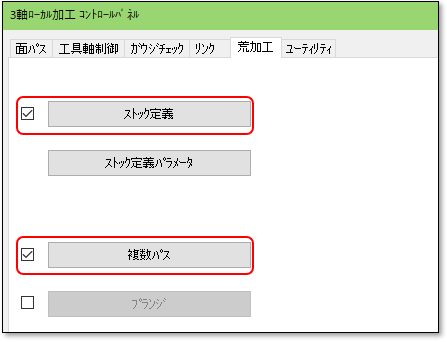 3軸ﾛｰｶﾙ加工 ｺﾝﾄﾛｰﾙﾊﾟﾈﾙ
面パス 工具軸制御 ガウジチェック リンク 荒加工 ユーティリティ
ストック定義
ストック定義パラメータ
複数パス
プランジ